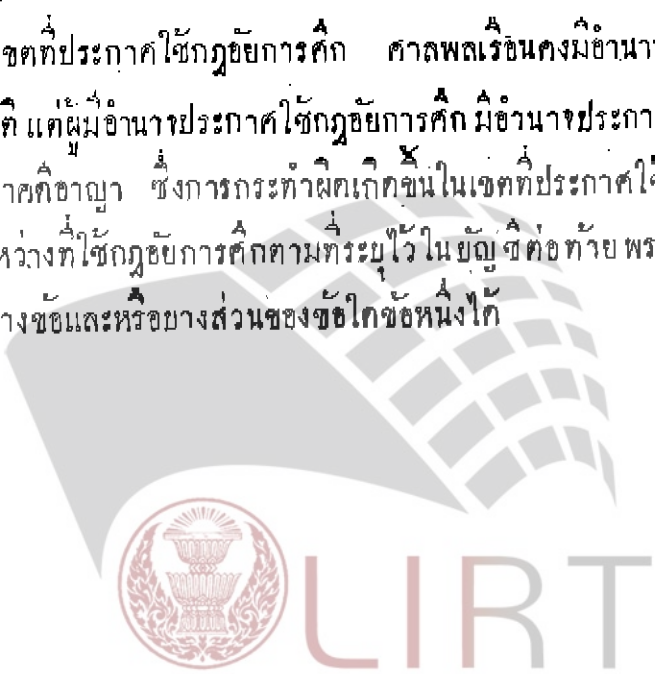 ขตที่ประกาศใช้กฎอัยการศึก ศาลพลเรือนคงมีอำนา
ติ แต่ผู้มีอำนาจประกาศใช้กฎอัยการศึก มีอำนาจประกา
าคดีอาญา ซึ่งการกระทำผิดเกิดขึ้นในเขตที่ประกาศใ
หว่างที่ใช้กฎอัยการศึกตามที่ระบุไว้ในบัญชีต่อท้าย พร
างข้อและหรือบางส่วนของข้อใดข้อหนึ่งได้
LIRT